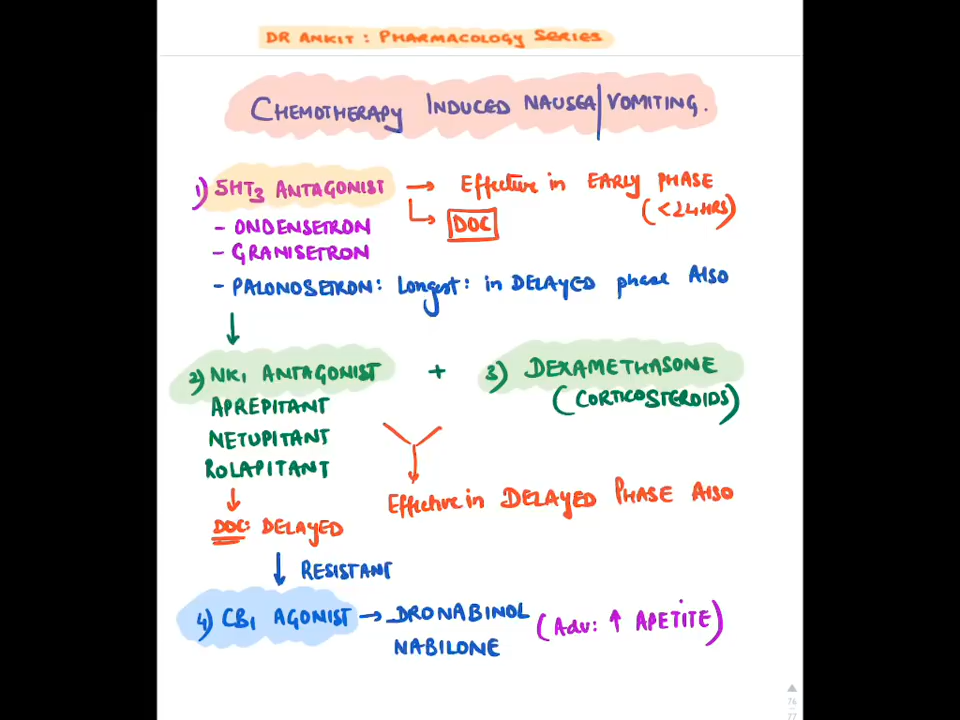 DR ANKIT : PHARMACOLOGY SERIES
CHEMOTHERAPY INDUCED NAUSEA/VOMITING.
1) 5HT3 ANTAGONIST → Effective in EARLY PHASE
(<24HRS)
DOC
- ONDENSETRON
- GRANISETRON
- PALONOSETRON: Longest: in DELAYED phase Also
2) NK1 ANTAGONIST + 3) DEXAMETHASONE
(CORTICOSTEROIDS)
APREPITANT
NETUPITANT
ROLAPITANT
Effective in DELAYED PHASE ALSO
DOC: DELAYED
↓ RESISTANT
4) CB1 AGONIST → DRONABINOL (Adv: ↑ APETITE)
NABILONE
76
77